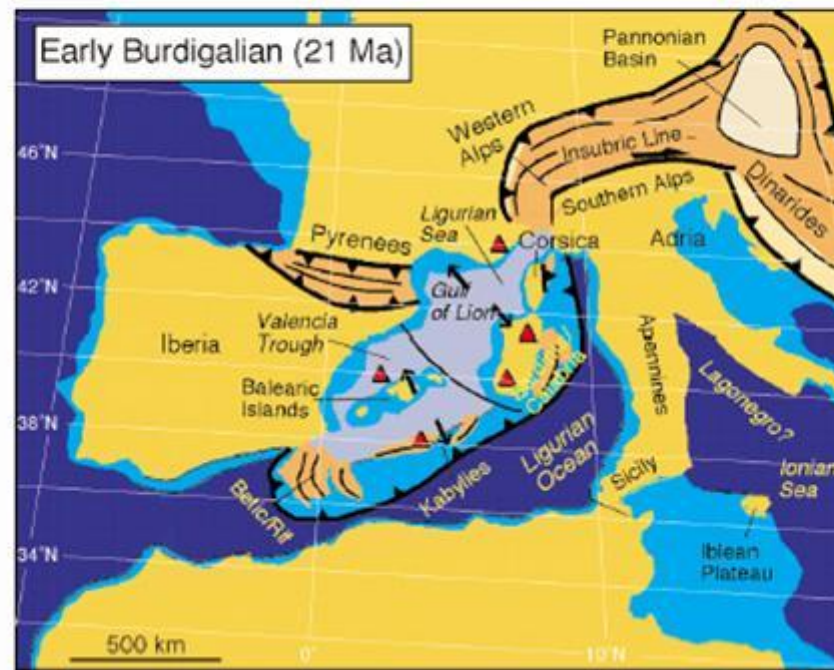 Early Burdigalian (21 Ma)
Pannonian
Basin
46°N
Western
Alps
Insubric Line
Southern Alps
Dinarides
Ligurian
Sea
Pyrenees
Corsica
Adria
42°N
Gulf
of Lion
Valencia
Trough
Iberia
Apennines
Lagonegro?
Balearic
Islands
Calabria
38°N
Ligurian
Ocean
Kabylies
Sicily
Ionian
Sea
Betic/Rif
34°N
Iblean
Plateau
500 km
0°
10°N